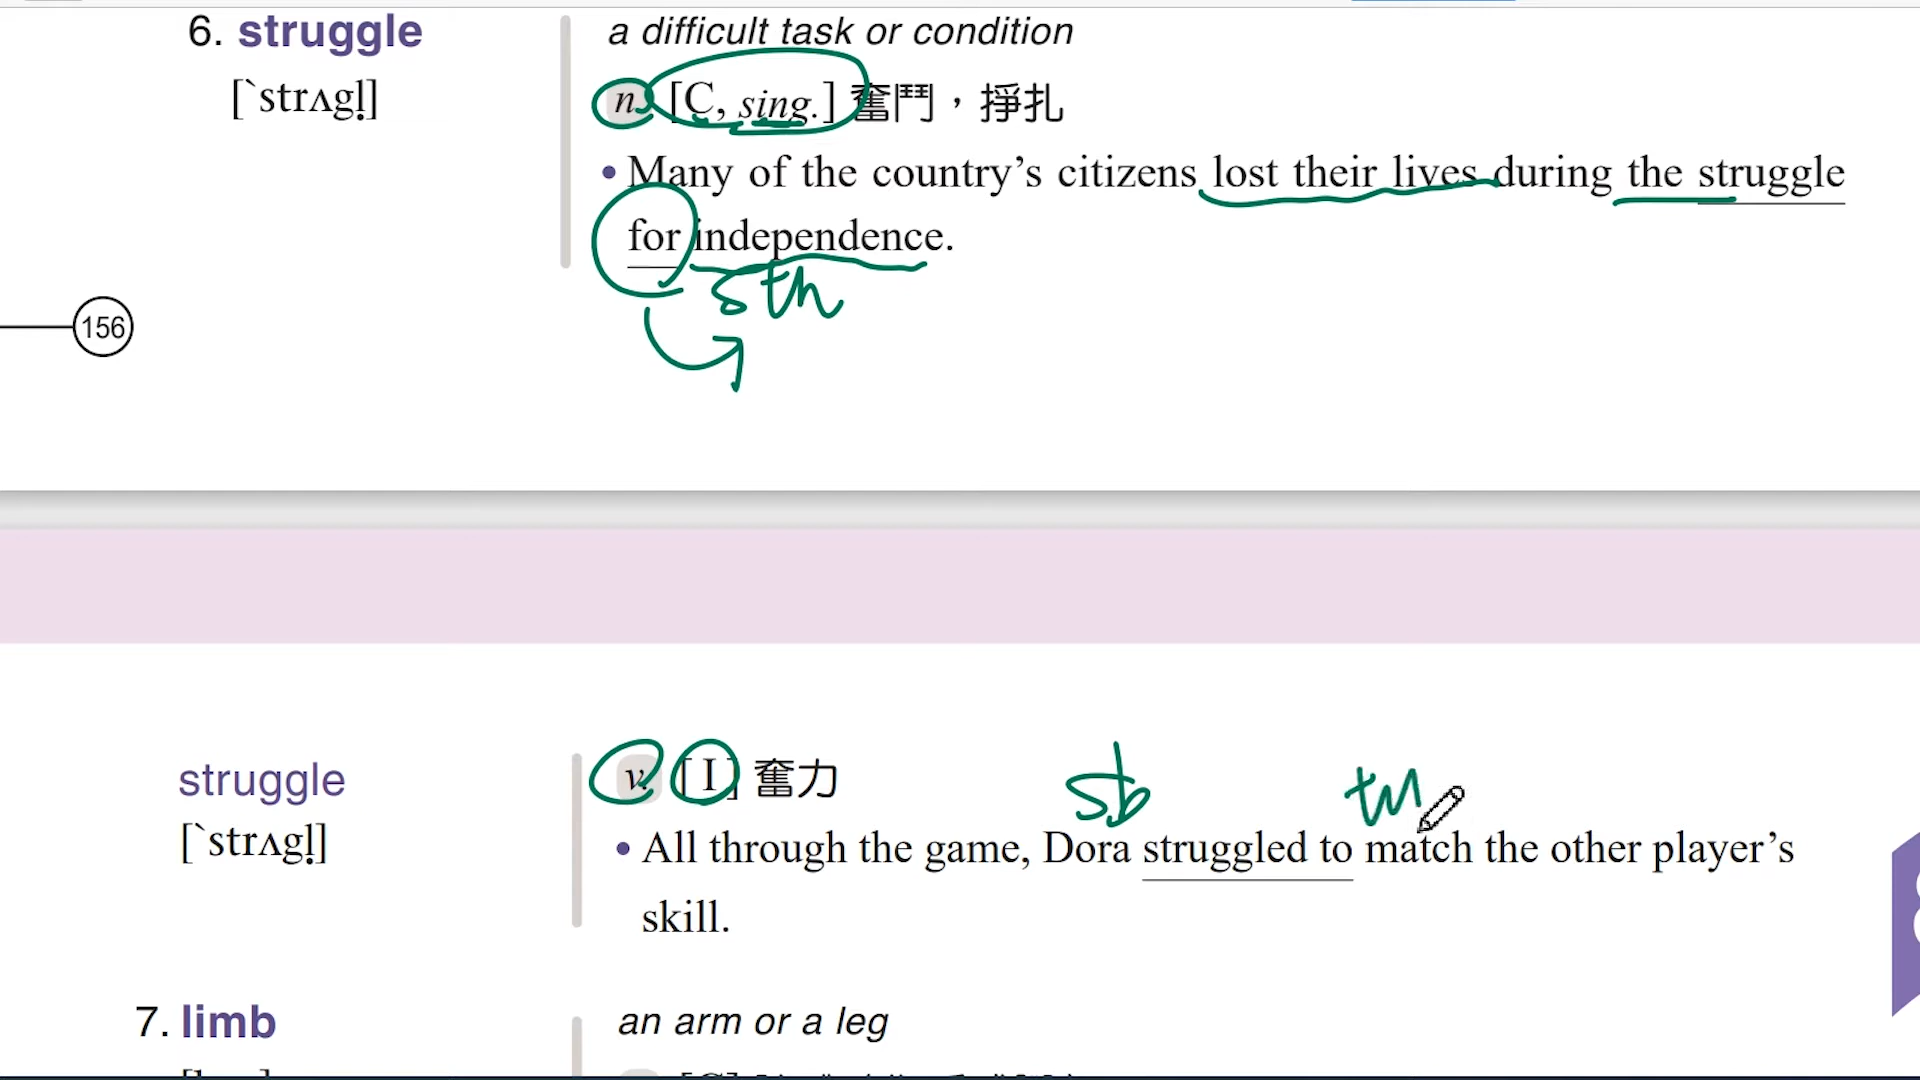 6. struggle
[ˋstrʌgl̩]
a difficult task or condition
n. [C, sing.] 奮鬥，掙扎
• Many of the country’s citizens lost their lives during the struggle
for independence.
sth
156
struggle
[ˋstrʌgl̩]
v. [I] 奮力
sb
• All through the game, Dora struggled to match the other player’s
skill.
7. limb
an arm or a leg